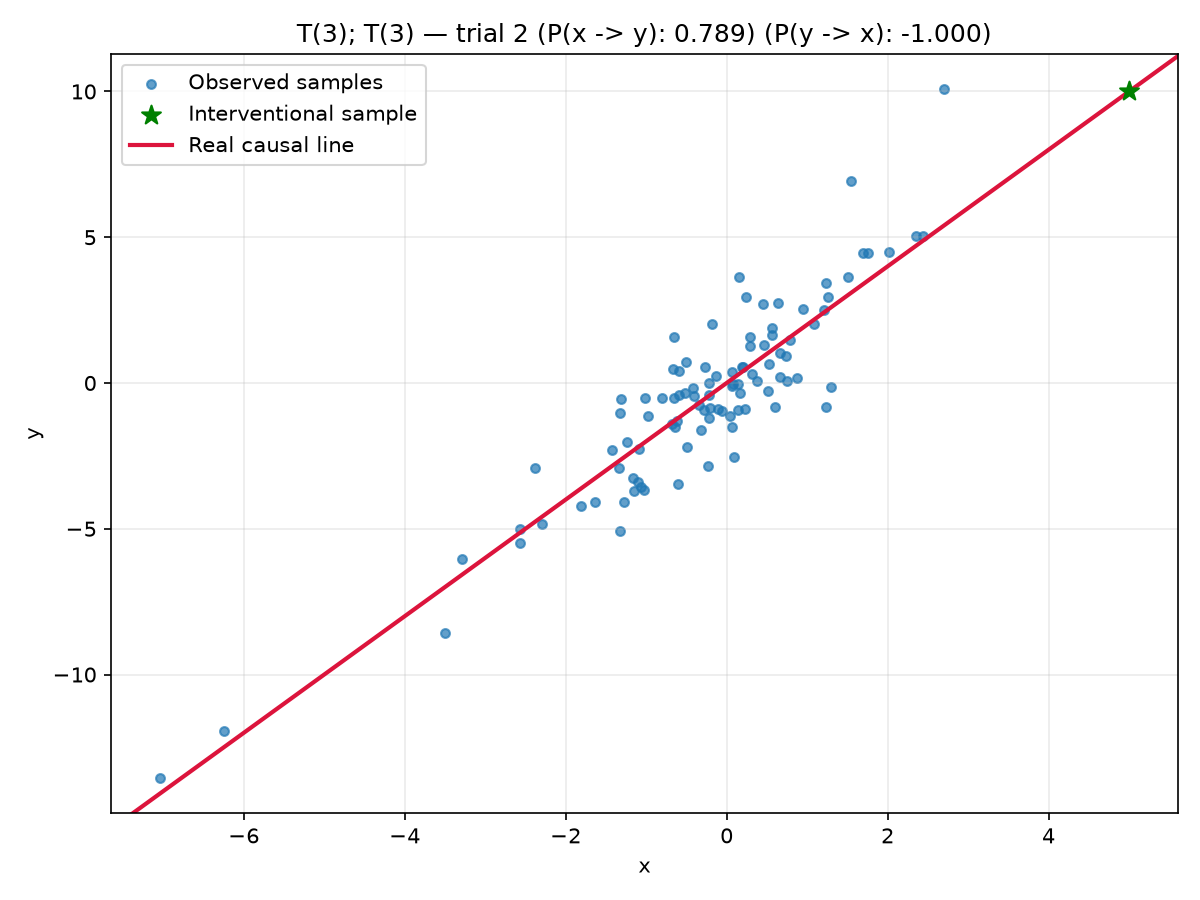 T(3); T(3) — trial 2 (P(x -> y): 0.789) (P(y -> x): -1.000)
Observed samples
Interventional sample
Real causal line
10
5
0
−5
−10
y
−6
−4
−2
0
2
4
x